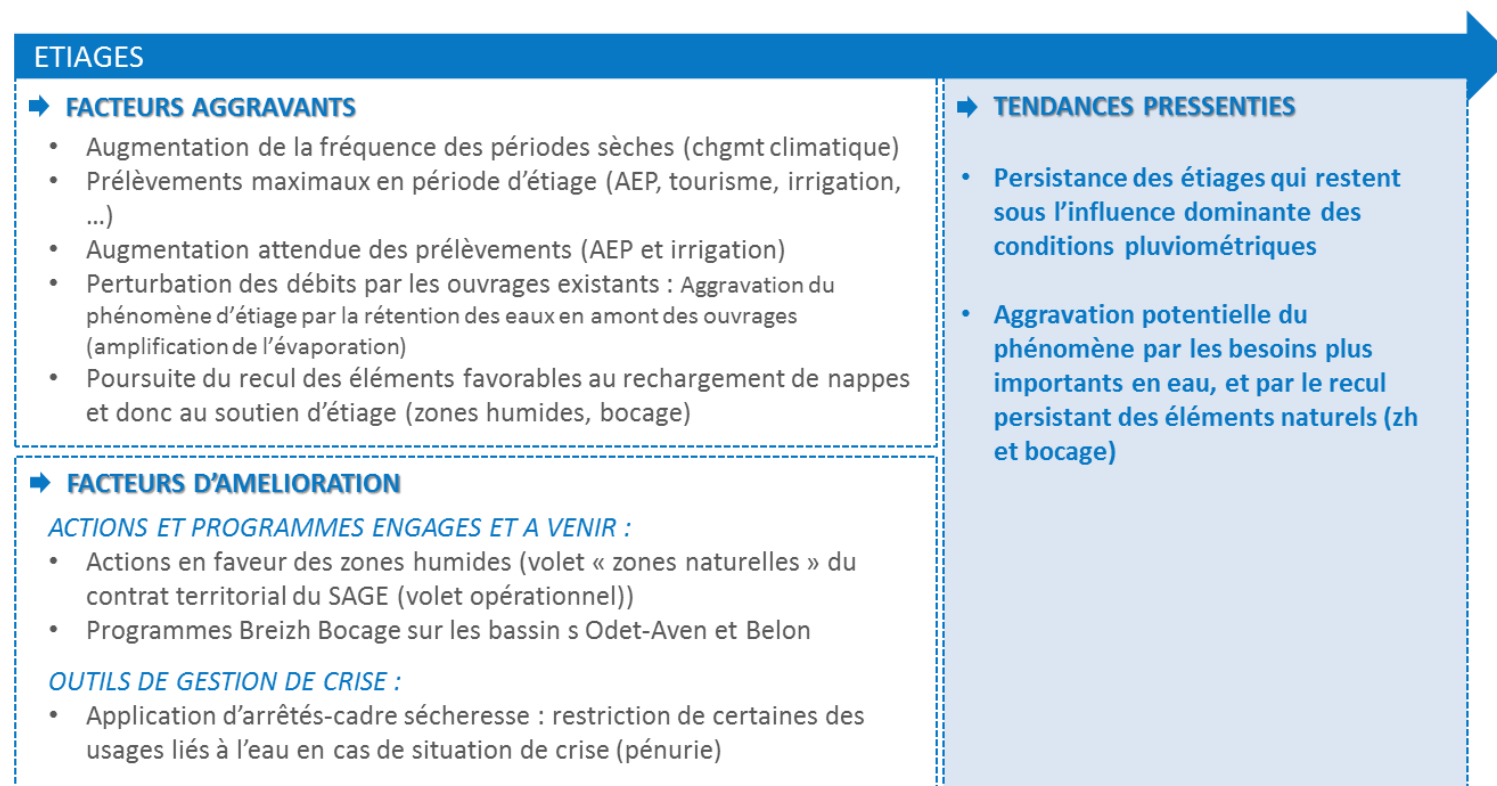 ETIAGES
FACTEURS AGGRAVANTS
• Augmentation de la fréquence des périodes sèches (chgmt climatique)
• Prélèvements maximaux en période d’étiage (AEP, tourisme, irrigation,
…)
• Augmentation attendue des prélèvements (AEP et irrigation)
• Perturbation des débits par les ouvrages existants : Aggravation du
phénomène d’étiage par la rétention des eaux en amont des ouvrages
(amplification de l’évaporation)
• Poursuite du recul des éléments favorables au rechargement de nappes
et donc au soutien d’étiage (zones humides, bocage)
FACTEURS D’AMELIORATION
ACTIONS ET PROGRAMMES ENGAGES ET A VENIR :
• Actions en faveur des zones humides (volet « zones naturelles » du
contrat territorial du SAGE (volet opérationnel))
• Programmes Breizh Bocage sur les bassin s Odet-Aven et Belon
OUTILS DE GESTION DE CRISE :
• Application d’arrêtés-cadre sécheresse : restriction de certaines des
usages liés à l’eau en cas de situation de crise (pénurie)
TENDANCES PRESSENTIES
• Persistance des étiages qui restent
sous l’influence dominante des
conditions pluviométriques
• Aggravation potentielle du
phénomène par les besoins plus
importants en eau, et par le recul
persistant des éléments naturels (zh
et bocage)